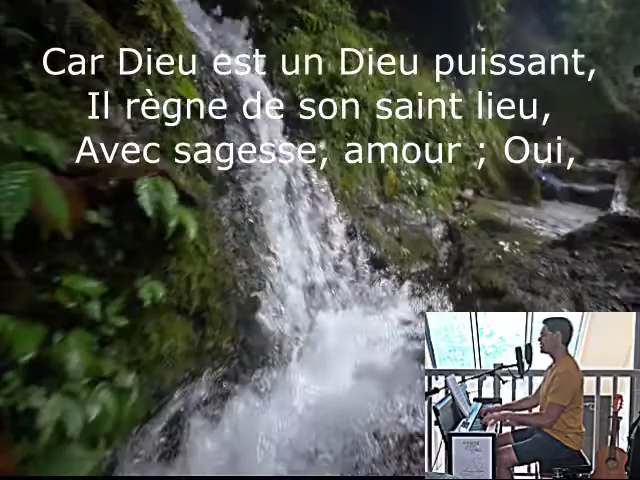 Car Dieu est un Dieu puissant,
Il règne de son saint lieu,
Avec sagesse, amour ; Oui,